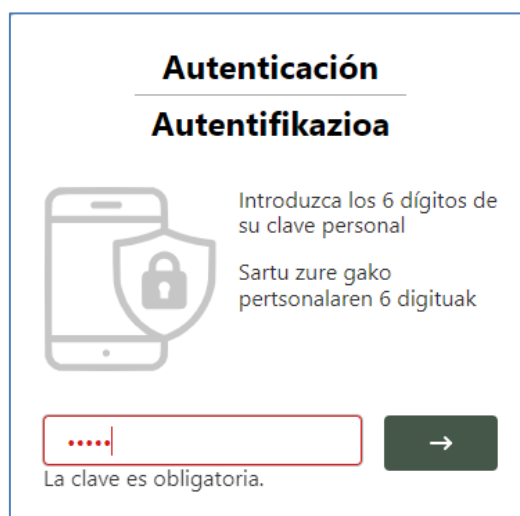 Autenticación
Autentifikazioa
Introduzca los 6 dígitos de
su clave personal
Sartu zure gako
pertsonalaren 6 digituak
•••••
→
La clave es obligatoria.